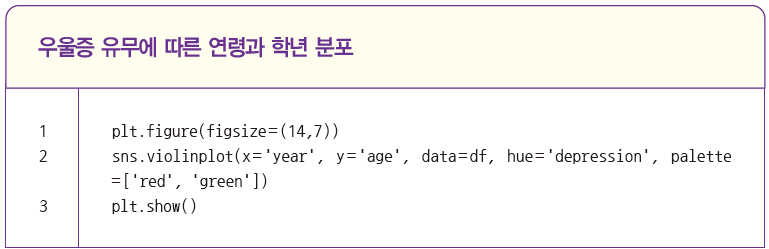 우울증 유무에 따른 연령과 학년 분포
1 plt.figure(figsize=(14,7))
2 sns.violinplot(x='year', y='age', data=df, hue='depression', palette
=['red', 'green'])
3 plt.show()